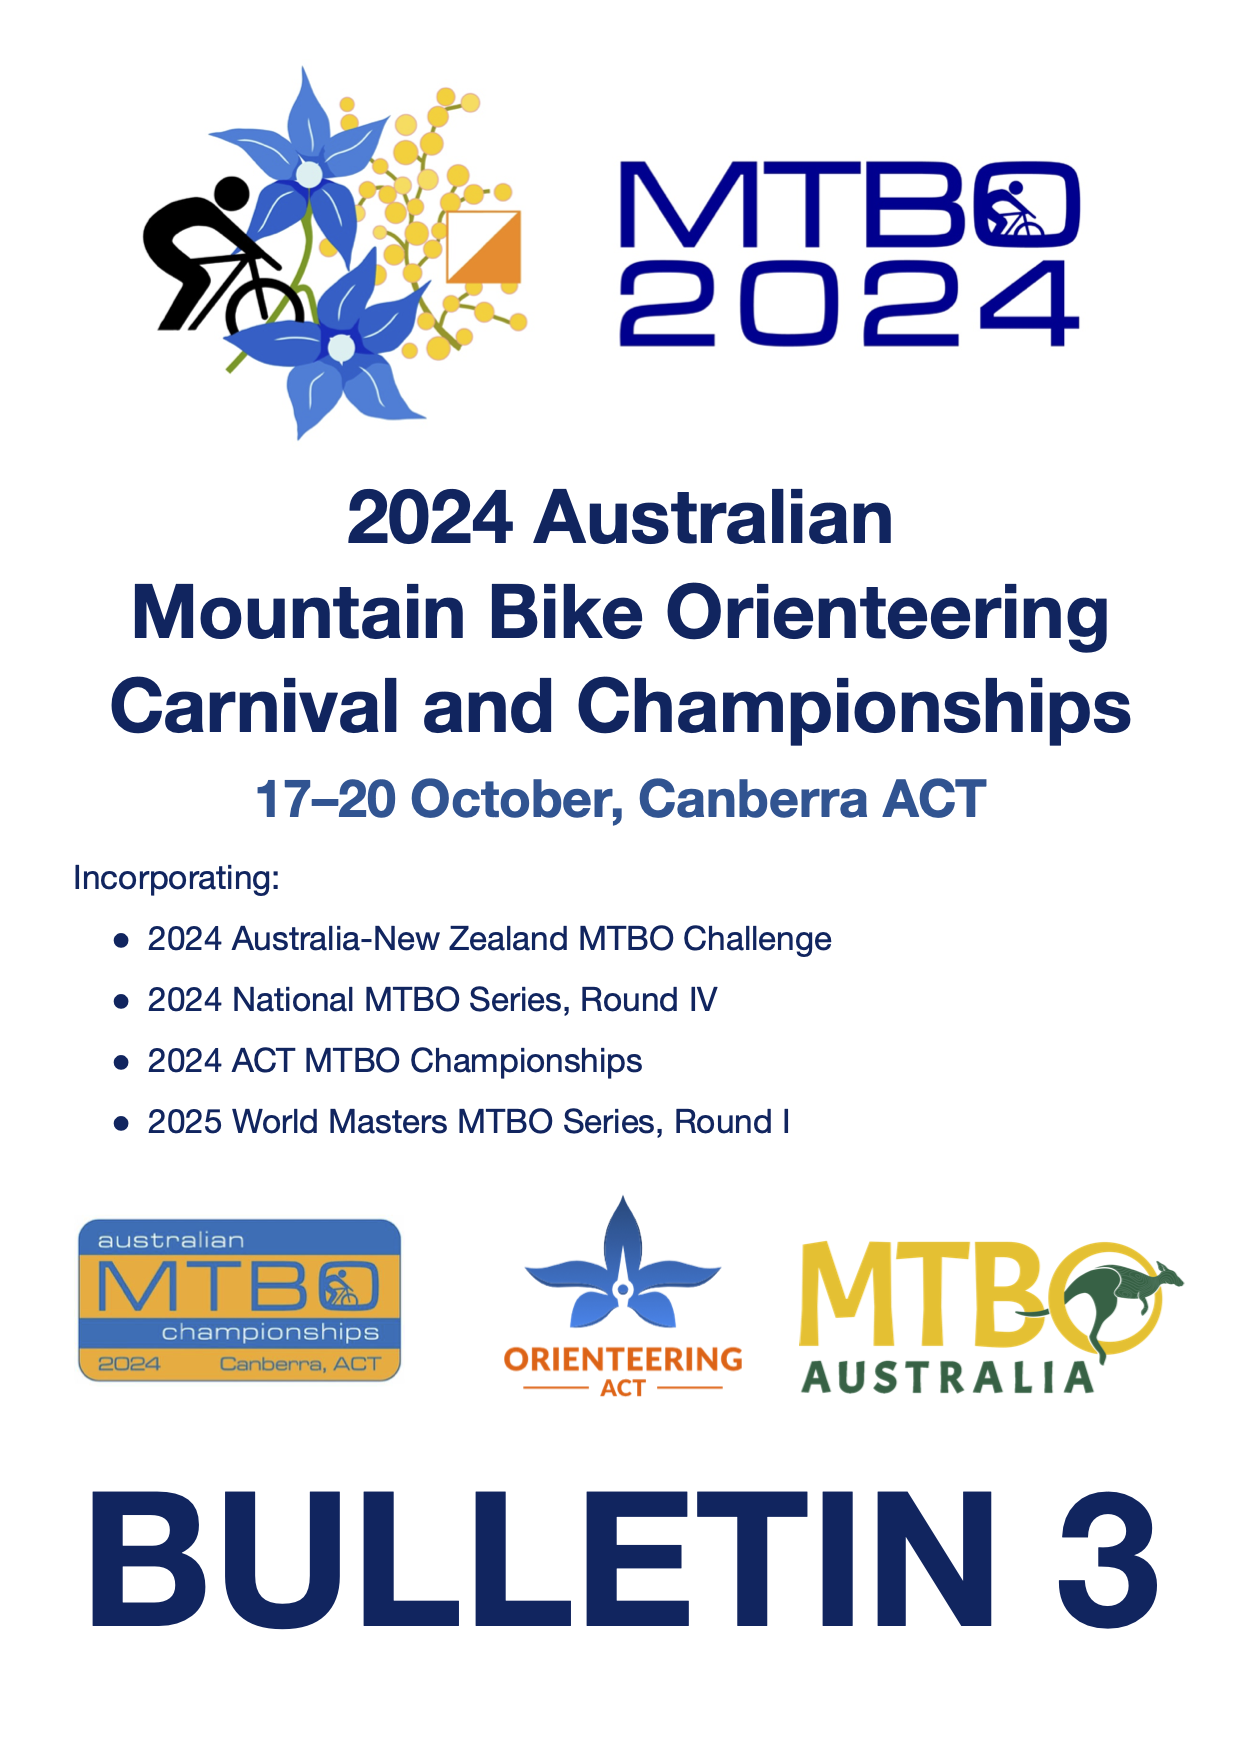 MTBO
2024
2024 Australian
Mountain Bike Orienteering
Carnival and Championships
17–20 October, Canberra ACT
Incorporating:
● 2024 Australia-New Zealand MTBO Challenge
● 2024 National MTBO Series, Round IV
● 2024 ACT MTBO Championships
● 2025 World Masters MTBO Series, Round I
australian
MTBO
championships
2024 Canberra, ACT
ORIENTEERING
ACT
MTBO
AUSTRALIA
BULLETIN 3